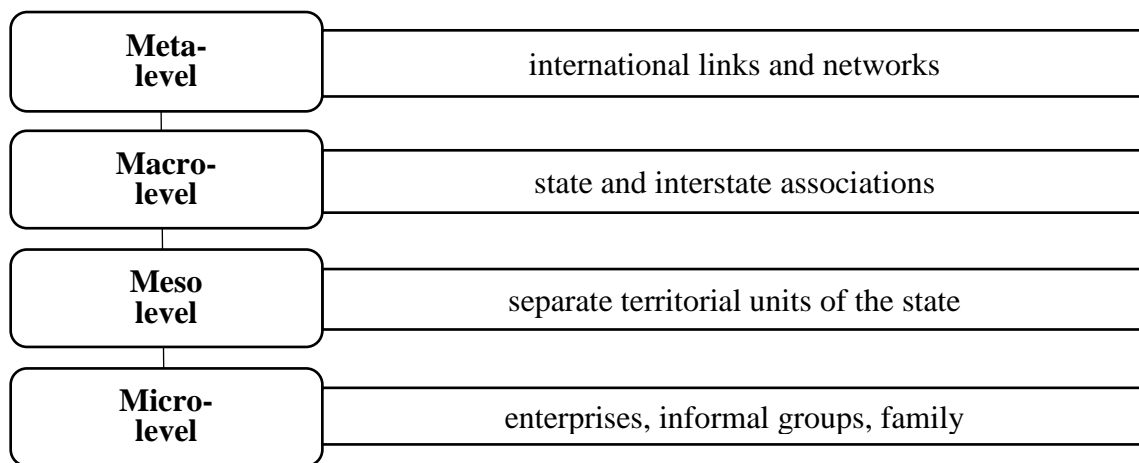 Meta-
level
international links and networks
Macro-
level
state and interstate associations
Meso
level
separate territorial units of the state
Micro-
level
enterprises, informal groups, family